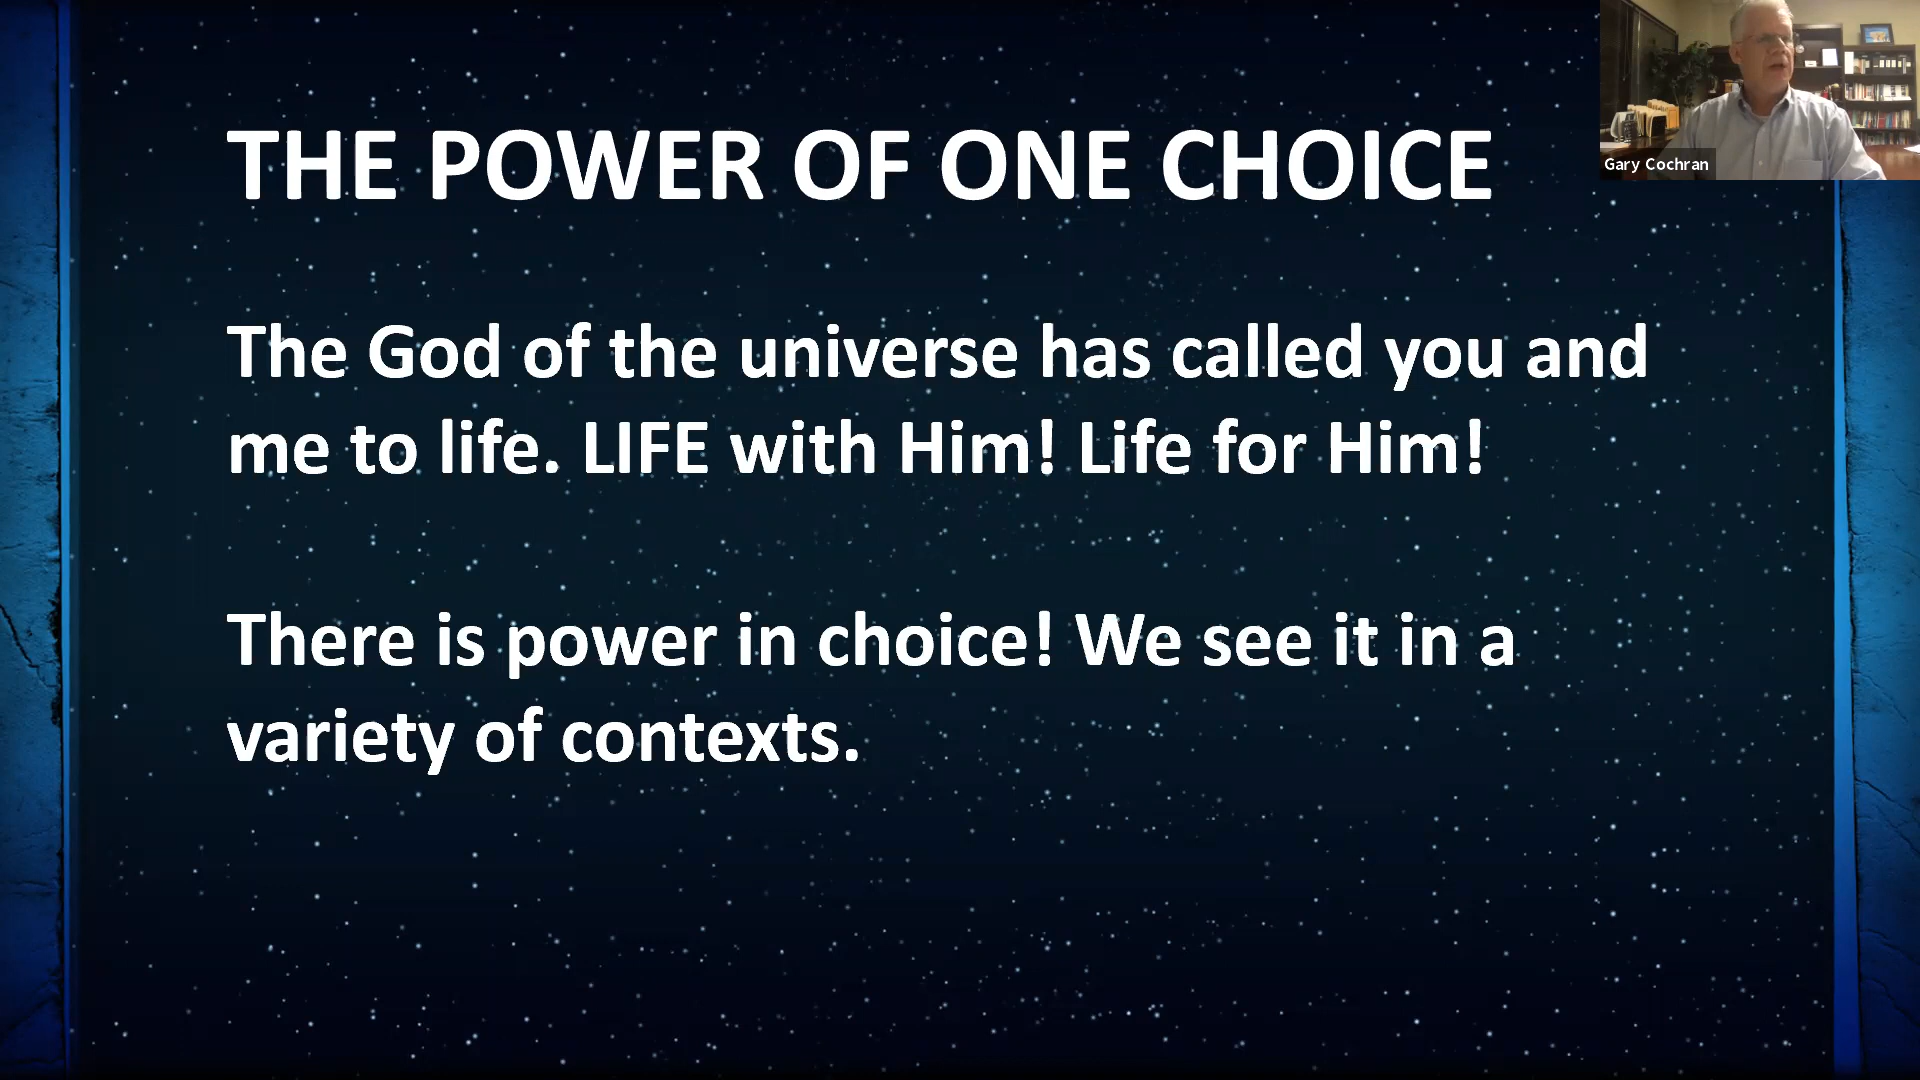 THE POWER OF ONE CHOICE
Gary Cochran
The God of the universe has called you and
me to life. LIFE with Him! Life for Him!
There is power in choice! We see it in a
variety of contexts.